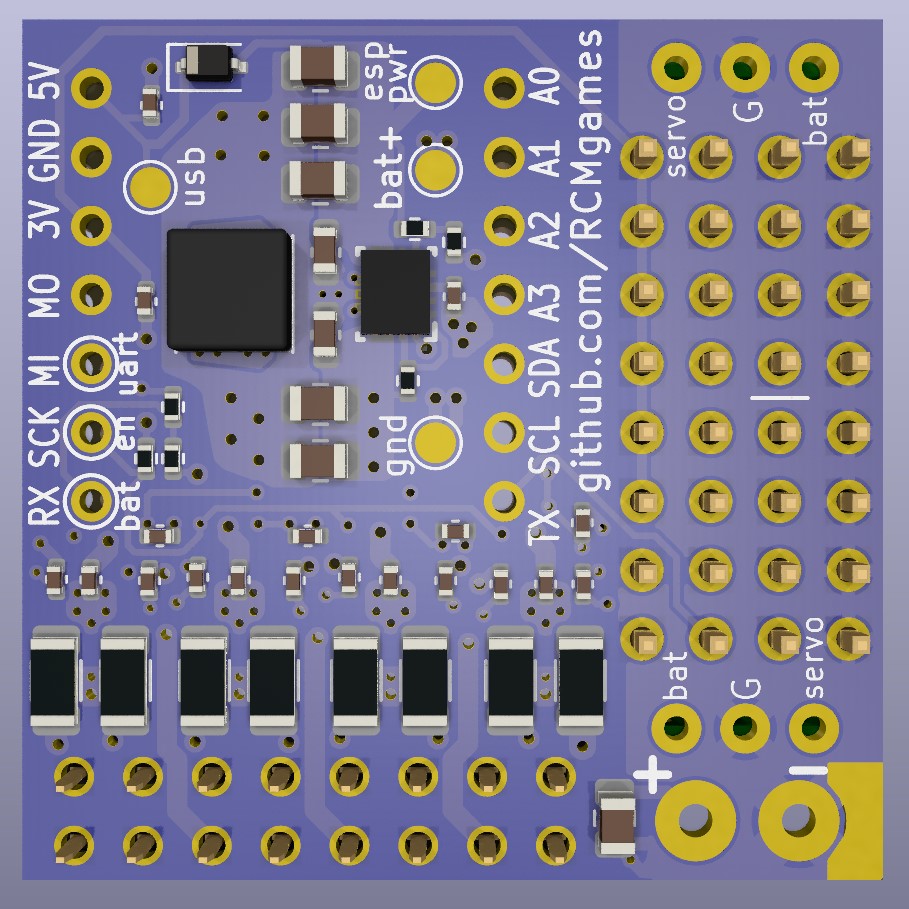 5V
GND
3V
MO
MI
SCK
RX
usb
uart
en
bat
esp
pwr
bat+
gnd
A0
A1
A2
A3
SDA
SCL
TX
github.com/RCMgames
servo
G
bat
bat
G
servo
+
-